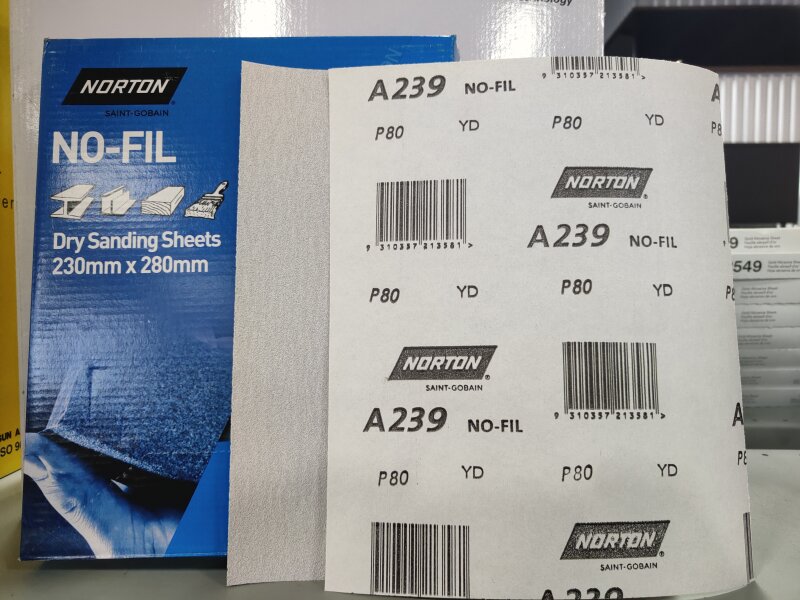 NORTON
SAINT-GOBAIN
NO-FIL
Dry Sanding Sheets
230mm x 280mm
9 310357 213581 >
A239 NO-FIL
P80 YD P80 YD
NORTON
SAINT-GOBAIN
9 310357 213581 >
A239 NO-FIL
P80 YD P80 YD
NORTON®
SAINT-GOBAIN
9 310357 213581 >
A239 NO-FIL
P80 YD P80 YD
NORTON®
SAINT-GOBAIN
A239
549
ISO